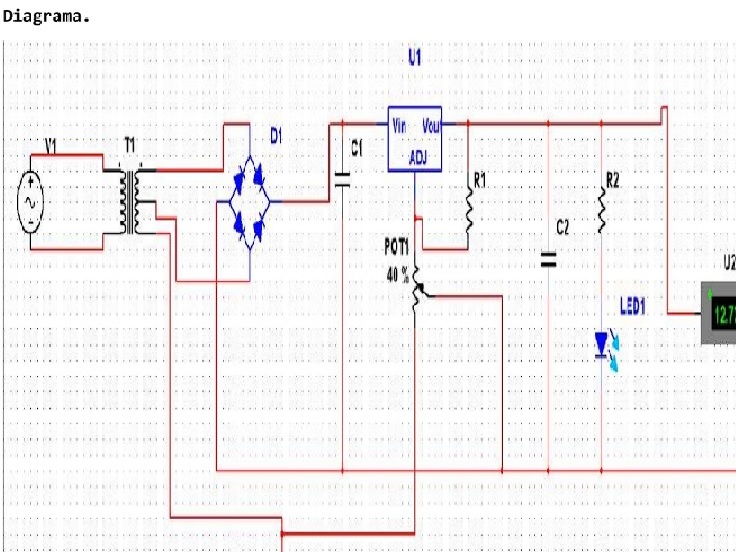 Diagrama.
U1
V1
T1
D1
C1
Vin Vout
ADJ
R1
R2
C2
POT1
40 %
U2
LED1
12.7